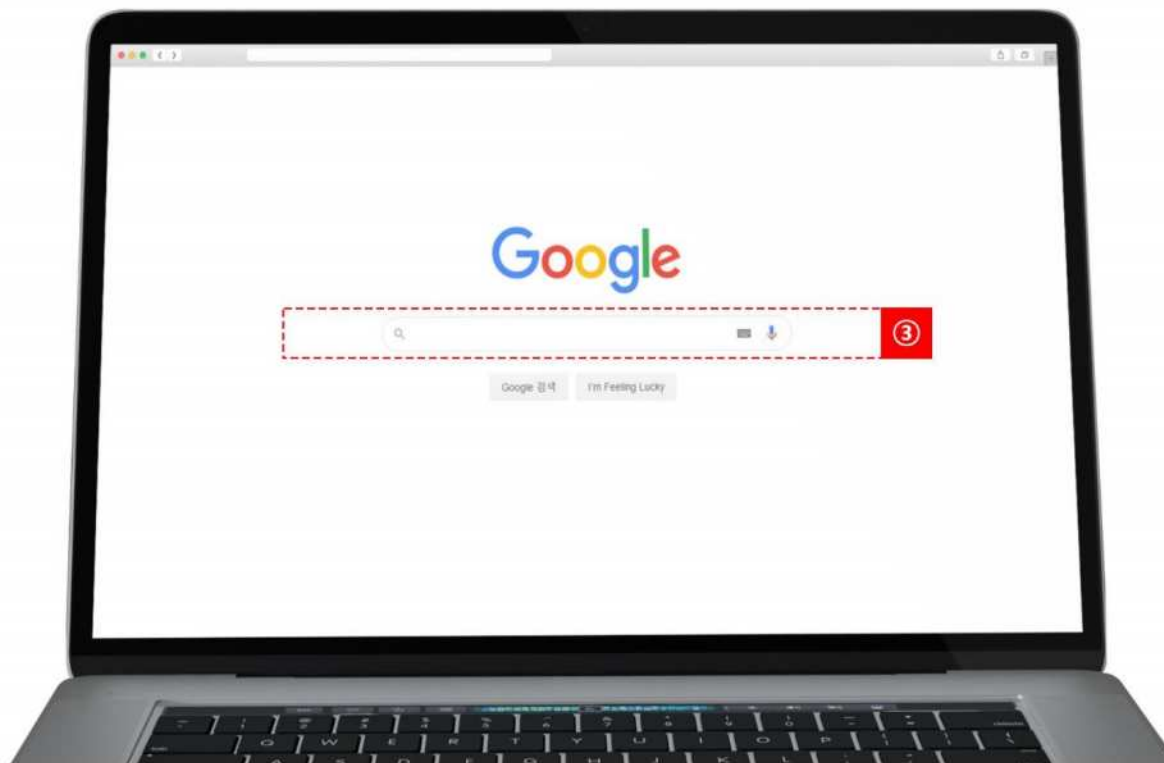 Google
③
Google 검색 I'm Feeling Lucky
Q W E R T Y U I O P
A S D F G H J K L